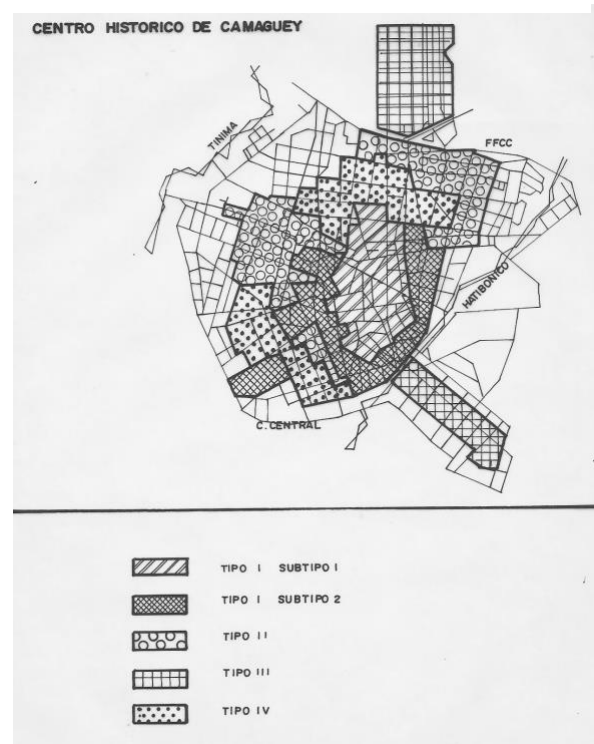 CENTRO HISTORICO DE CAMAGUEY
TINIMA
FFCC
HATIBONICO
C. CENTRAL
TIPO I SUBTIPO I
TIPO I SUBTIPO 2
TIPO II
TIPO III
TIPO IV